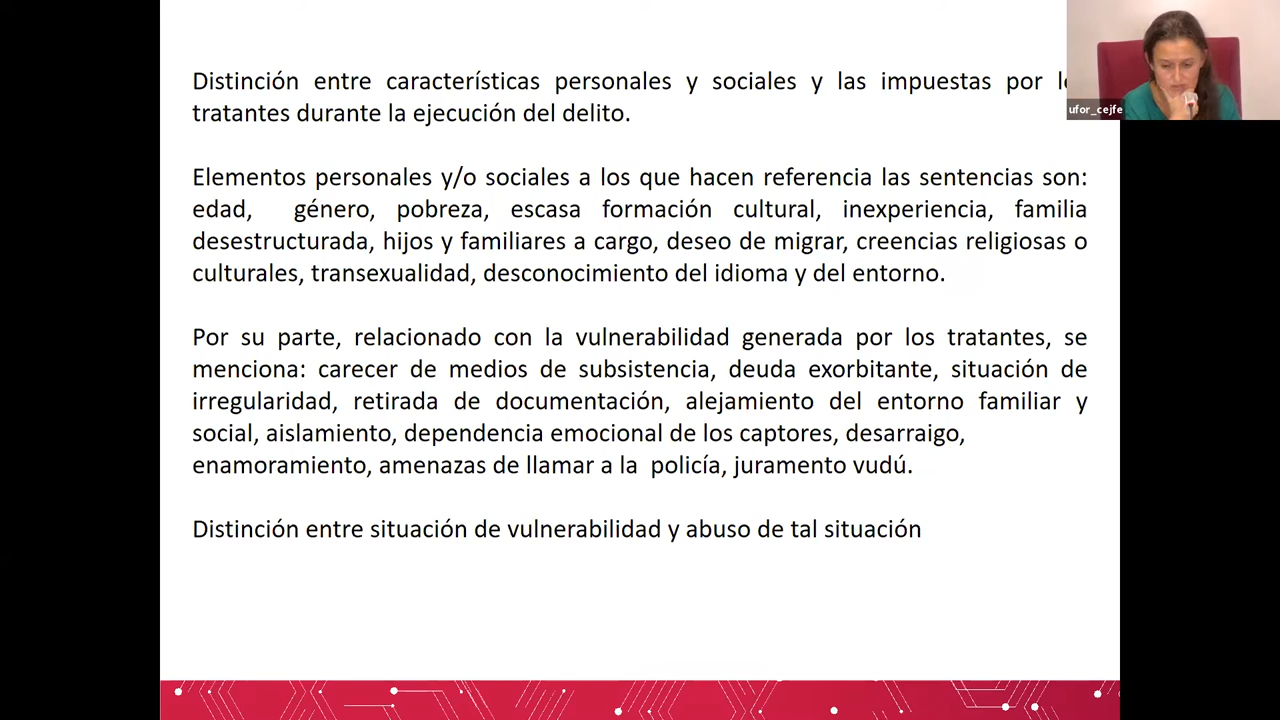 Distinción entre características personales y sociales y las impuestas por
tratantes durante la ejecución del delito.
Elementos personales y/o sociales a los que hacen referencia las sentencias son:
edad, género, pobreza, escasa formación cultural, inexperiencia, familia
desestructurada, hijos y familiares a cargo, deseo de migrar, creencias religiosas o
culturales, transexualidad, desconocimiento del idioma y del entorno.
Por su parte, relacionado con la vulnerabilidad generada por los tratantes, se
menciona: carecer de medios de subsistencia, deuda exorbitante, situación de
irregularidad, retirada de documentación, alejamiento del entorno familiar y
social, aislamiento, dependencia emocional de los captores, desarraigo,
enamoramiento, amenazas de llamar a la policía, juramento vudú.
Distinción entre situación de vulnerabilidad y abuso de tal situación
ufor_cejfe